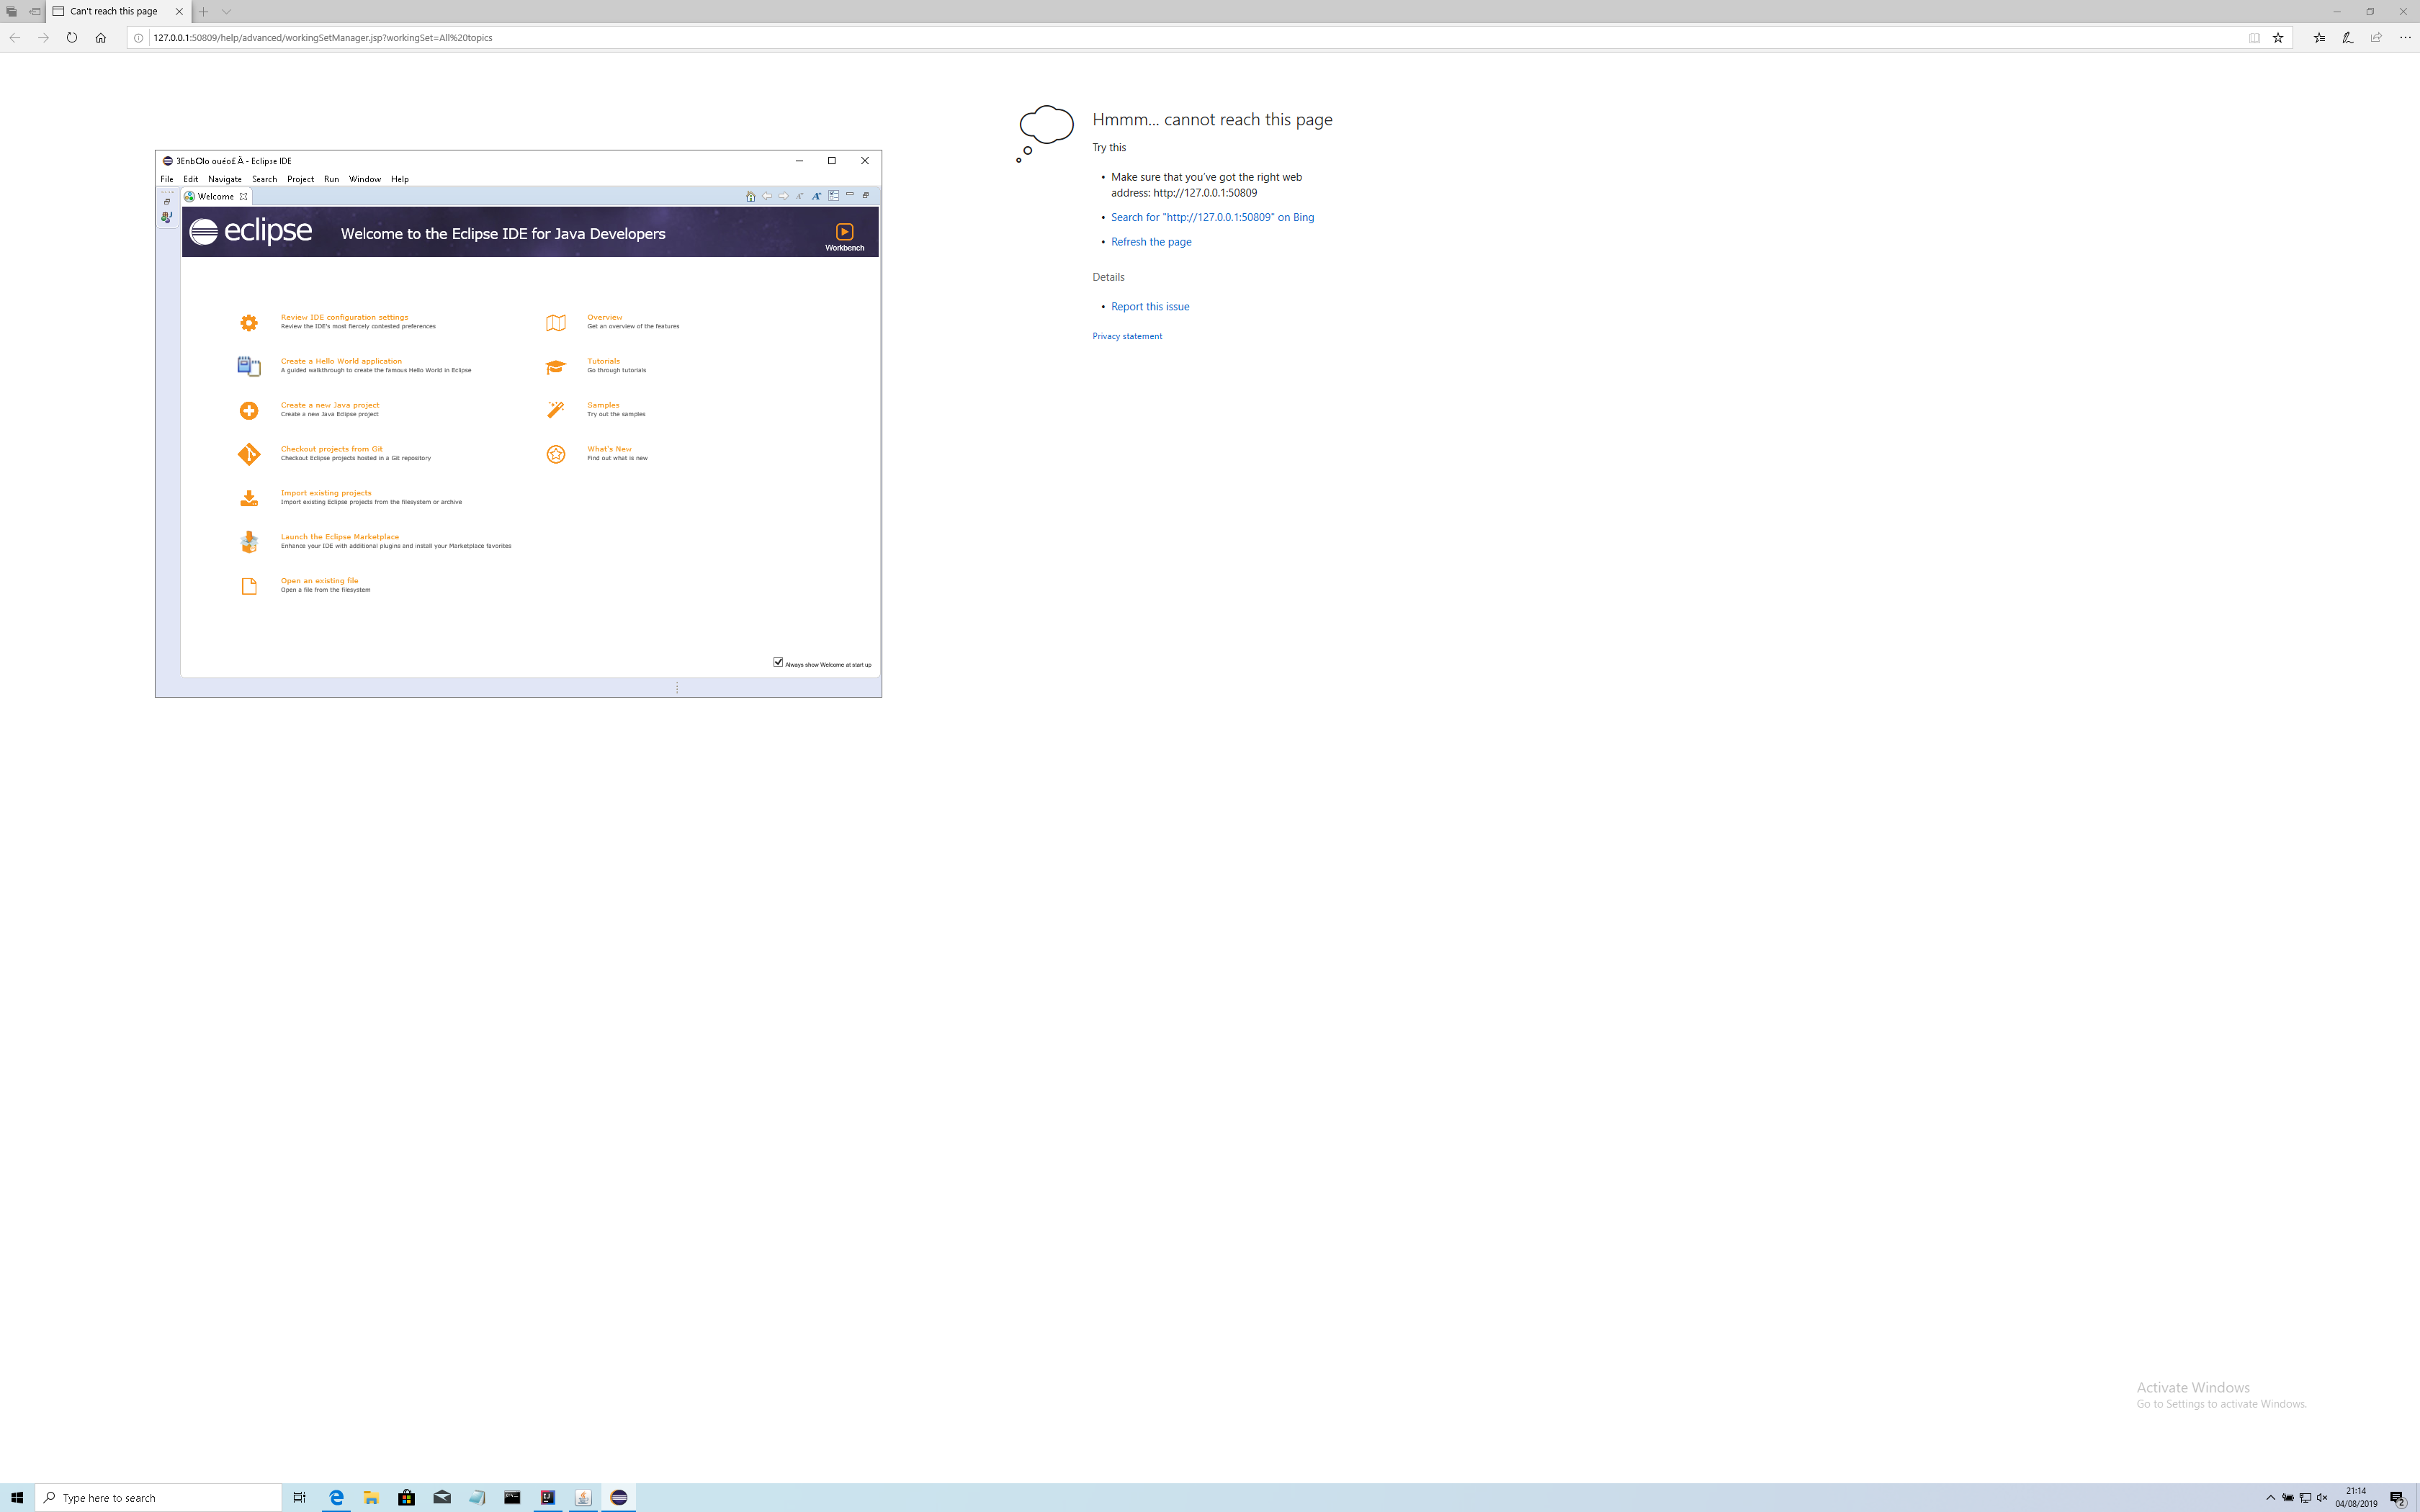 Can't reach this page
127.0.0.1:50809/help/advanced/workingSetManager.jsp?workingSet=All%20topics
Hmmm... cannot reach this page
Try this
• Make sure that you've got the right web
address: http://127.0.0.1:50809
• Search for "http://127.0.0.1:50809" on Bing
• Refresh the page
Details
• Report this issue
Privacy statement
- Eclipse IDE
File Edit Navigate Search Project Run Window Help
Welcome
eclipse Welcome to the Eclipse IDE for Java Developers
Workbench
Review IDE configuration settings
Review the IDE's most fiercely contested preferences
Create a Hello World application
A guided walkthrough to create the famous Hello World in Eclipse
Create a new Java project
Create a new Java Eclipse project
Checkout projects from Git
Checkout Eclipse projects hosted in a Git repository
Import existing projects
Import existing Eclipse projects from the filesystem or archive
Launch the Eclipse Marketplace
Enhance your IDE with additional plugins and install your Marketplace favorites
Open an existing file
Open a file from the filesystem
Overview
Get an overview of the features
Tutorials
Go through tutorials
Samples
Try out the samples
What's New
Find out what is new
Always show Welcome at start up
Activate Windows
Go to Settings to activate Windows.
Type here to search
21:14
04/08/2019
2